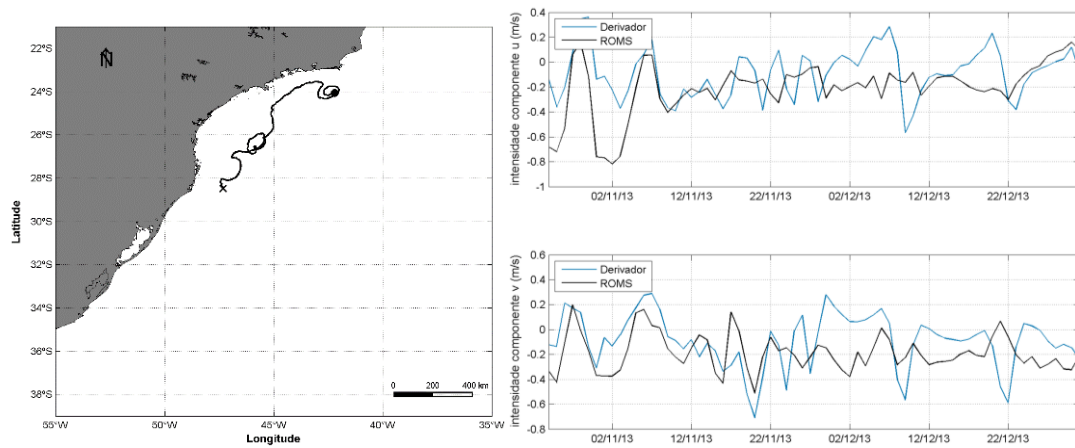 22°S
24°S
26°S
28°S
30°S
32°S
34°S
36°S
38°S
Latitude
N
0 200 400 km
55°W 50°W 45°W 40°W 35°W
Longitude
intensidade componente u (m/s)
0.4
0.2
0
-0.2
-0.4
-0.6
-0.8
-1
Derivador
ROMS
02/11/13 12/11/13 22/11/13 02/12/13 12/12/13 22/12/13
intensidade componente v (m/s)
0.6
0.4
0.2
0
-0.2
-0.4
-0.6
-0.8
Derivador
ROMS
02/11/13 12/11/13 22/11/13 02/12/13 12/12/13 22/12/13